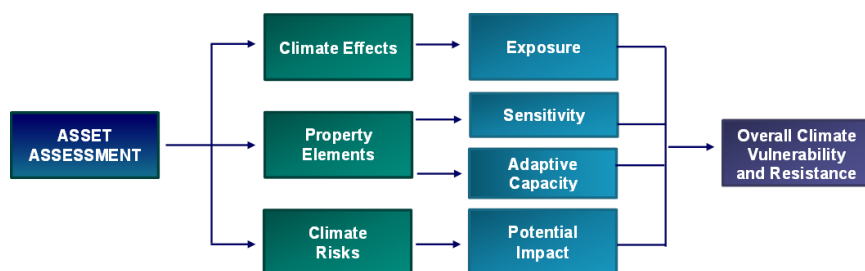 ASSET
ASSESSMENT
Climate Effects
Property
Elements
Climate
Risks
Exposure
Sensitivity
Adaptive
Capacity
Potential
Impact
Overall Climate
Vulnerability
and Resistance